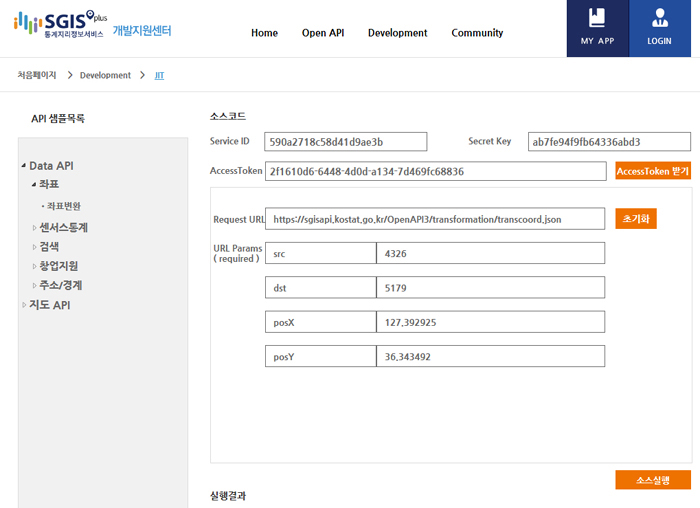 SGIS plus
통계지리정보서비스 개발지원센터
Home Open API Development Community
MY APP LOGIN
처음페이지 Development JIT
API 샘플목록
Data API
좌표
좌표변환
센서스통계
검색
창업지원
주소/경계
지도 API
소스코드
Service ID 590a2718c58d41d9ae3b Secret Key ab7fe94f9fb64336abd3
AccessToken 2f1610d6-6448-4d0d-a134-7d469fc68836 AccessToken 받기
Request URL https://sgisapi.kostat.go.kr/OpenAPI3/transformation/transcoord.json 초기화
URL Params
( required )
src 4326
dst 5179
posX 127.392925
posY 36.343492
소스실행
실행결과